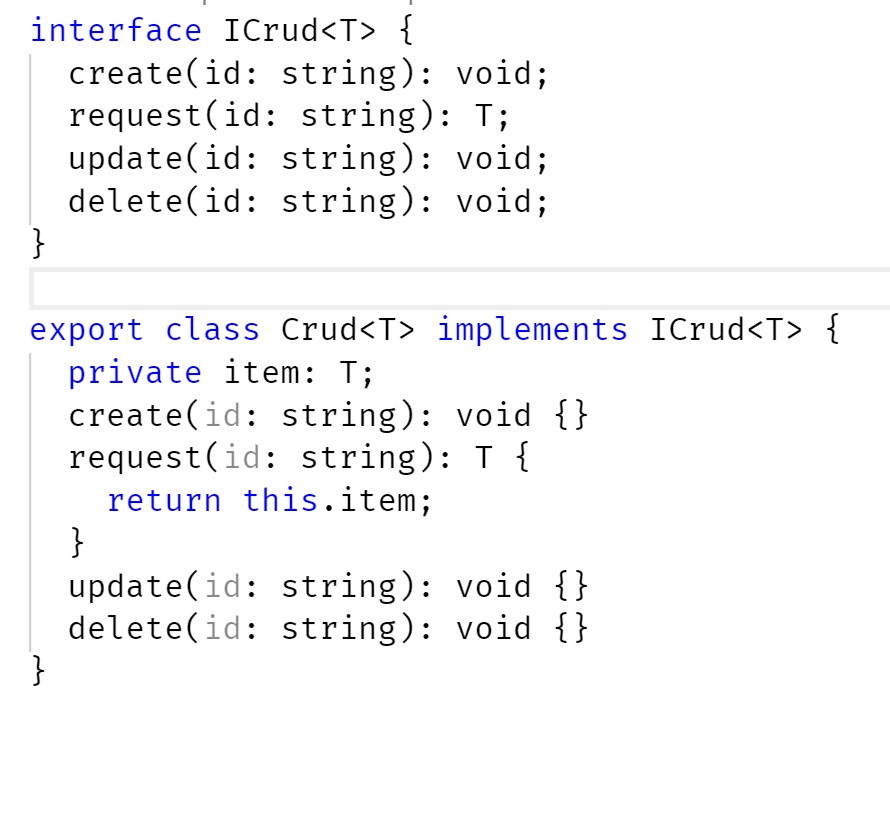 interface ICrud<T> {
  create(id: string): void;
  request(id: string): T;
  update(id: string): void;
  delete(id: string): void;
}

export class Crud<T> implements ICrud<T> {
  private item: T;
  create(id: string): void {}
  request(id: string): T {
    return this.item;
  }
  update(id: string): void {}
  delete(id: string): void {}
}